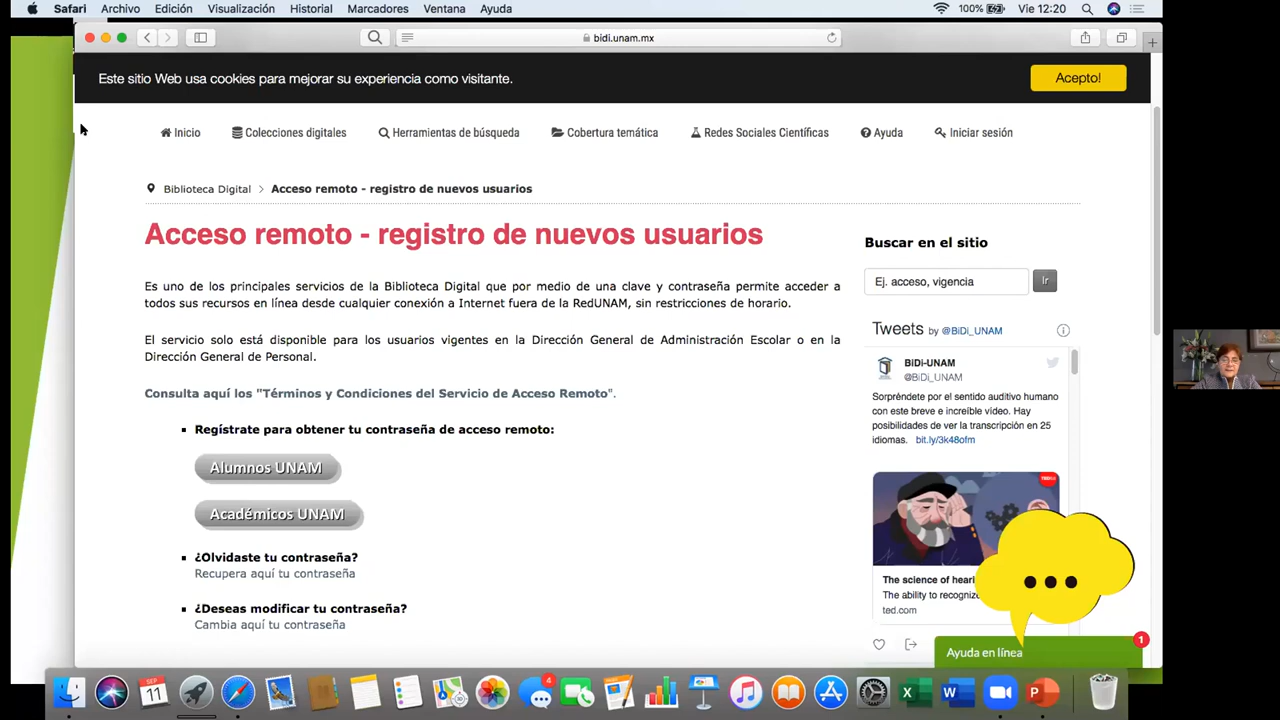 Safari Archivo Edición Visualización Historial Marcadores Ventana Ayuda 100% Vie 12:20
bidi.unam.mx
Este sitio Web usa cookies para mejorar su experiencia como visitante. Acepto!
Inicio Colecciones digitales Herramientas de búsqueda Cobertura temática Redes Sociales Científicas Ayuda Iniciar sesión
Biblioteca Digital > Acceso remoto - registro de nuevos usuarios
Acceso remoto - registro de nuevos usuarios
Es uno de los principales servicios de la Biblioteca Digital que por medio de una clave y contraseña permite acceder a
todos sus recursos en línea desde cualquier conexión a Internet fuera de la RedUNAM, sin restricciones de horario.
El servicio solo está disponible para los usuarios vigentes en la Dirección General de Administración Escolar o en la
Dirección General de Personal.
Consulta aquí los "Términos y Condiciones del Servicio de Acceso Remoto".
Regístrate para obtener tu contraseña de acceso remoto:
Alumnos UNAM
Académicos UNAM
¿Olvidaste tu contraseña?
Recupera aquí tu contraseña
¿Deseas modificar tu contraseña?
Cambia aquí tu contraseña
Buscar en el sitio
Ej. acceso, vigencia Ir
Tweets by @BiDi_UNAM
BiDi-UNAM
@BiDi_UNAM
Sorpréndete por el sentido auditivo humano
con este breve e increíble video. Hay
posibilidades de ver la transcripción en 25
idiomas. bit.ly/3k48ofm
TED
The science of heari
The ability to recogniz
ted.com
Ayuda en línea 1
SEP
11
4